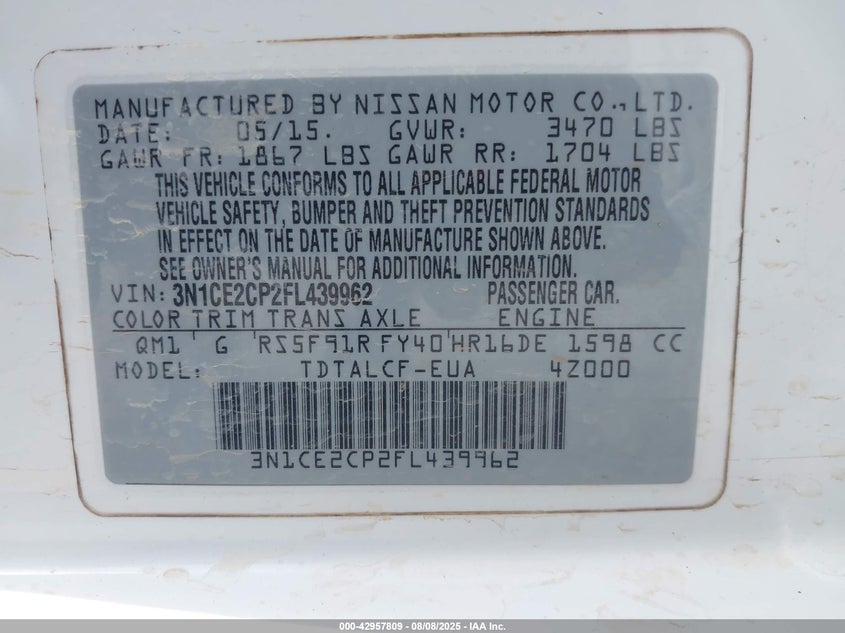 MANUFACTURED BY NISSAN MOTOR CO.,LTD.
DATE: 05/15. GVWR: 3470 LBS
GAWR FR: 1867 LBS GAWR RR: 1704 LBS
THIS VEHICLE CONFORMS TO ALL APPLICABLE FEDERAL MOTOR
VEHICLE SAFETY, BUMPER AND THEFT PREVENTION STANDARDS
IN EFFECT ON THE DATE OF MANUFACTURE SHOWN ABOVE.
SEE OWNER'S MANUAL FOR ADDITIONAL INFORMATION.
VIN: 3N1CE2CP2FL439962 PASSENGER CAR.
COLOR TRIM TRANS AXLE ENGINE
QM1 G RS5F91R FY40 HR16DE 1598 CC
MODEL: TDTALCF-EUA 4Z000
3N1CE2CP2FL439962
000-42957809 | 08/08/2025 - IAA Inc.